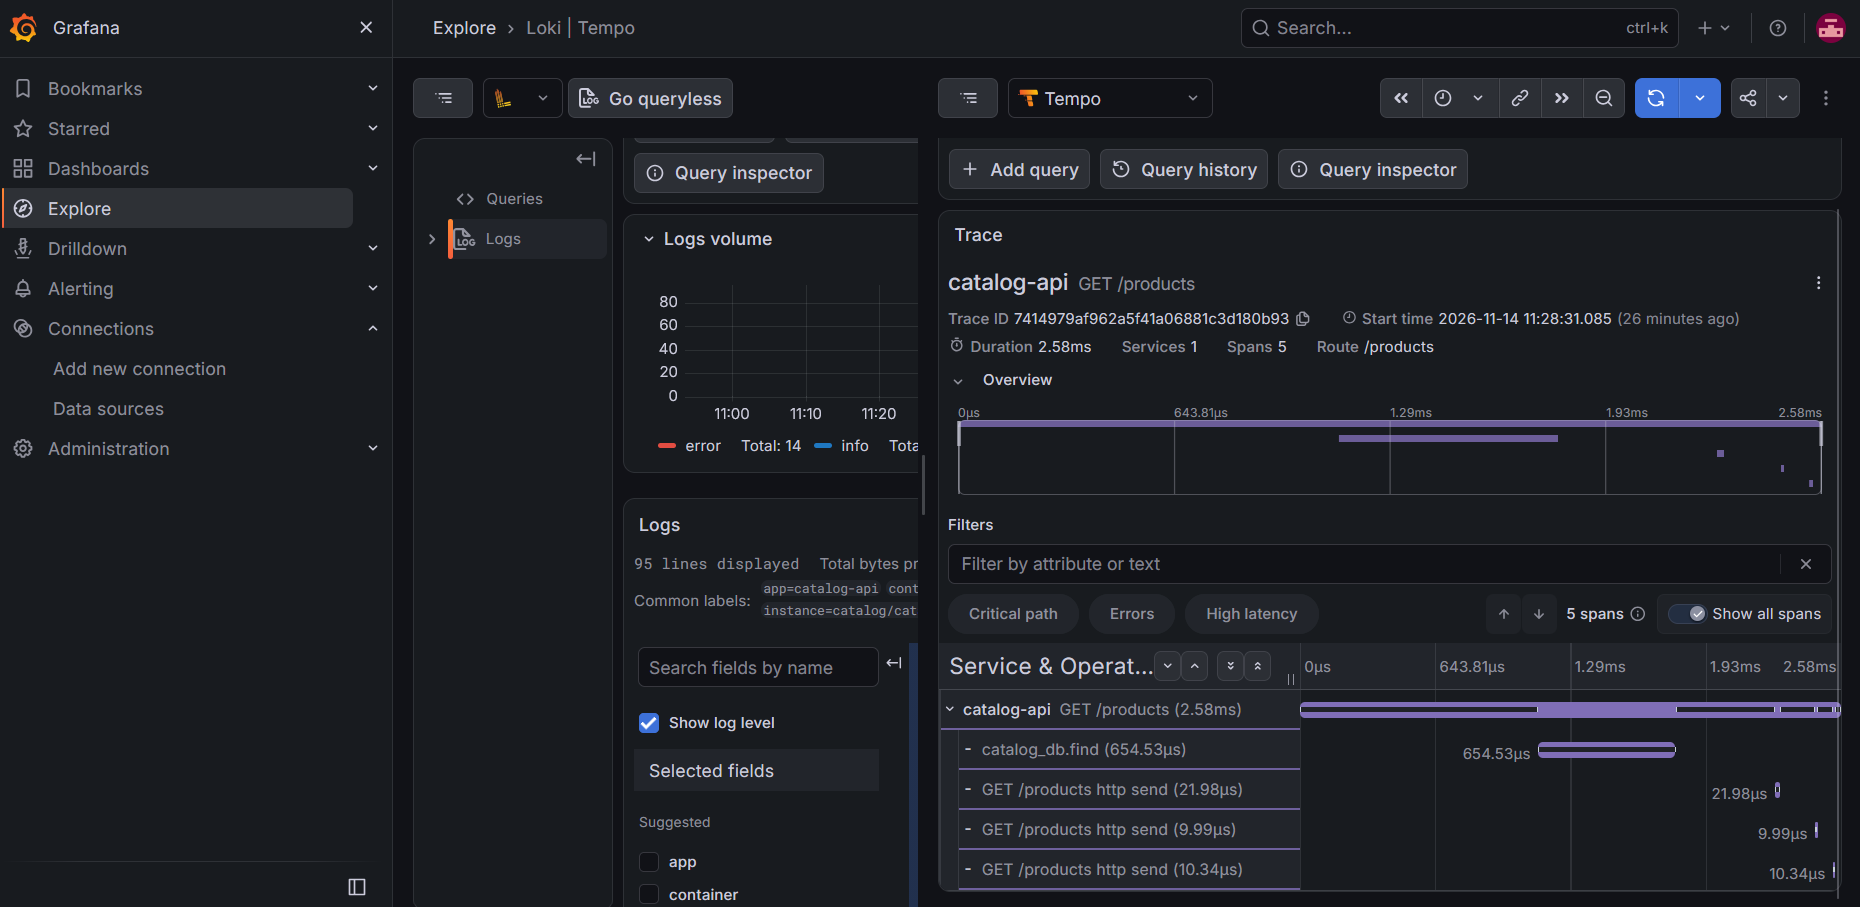 Grafana
Explore › Loki | Tempo
Search...
ctrl+k
Bookmarks
Starred
Dashboards
Explore
Drilldown
Alerting
Connections
Add new connection
Data sources
Administration
Go queryless
Queries
Logs
Query inspector
Logs volume
80
60
40
20
0
11:00 11:10 11:20
error Total: 14 info Tota
Logs
95 lines displayed Total bytes pr
Common labels: app=catalog-api cont
instance=catalog/cat
Search fields by name
Show log level
Selected fields
Suggested
app
container
Tempo
Add query
Query history
Query inspector
Trace
catalog-api GET /products
Trace ID 7414979af962a5f41a06881c3d180b93 Start time 2026-11-14 11:28:31.085 (26 minutes ago)
Duration 2.58ms Services 1 Spans 5 Route /products
Overview
0µs 643.81µs 1.29ms 1.93ms 2.58ms
Filters
Filter by attribute or text
Critical path Errors High latency
5 spans Show all spans
Service & Operat... 0µs 643.81µs 1.29ms 1.93ms 2.58ms
catalog-api GET /products (2.58ms)
catalog_db.find (654.53µs) 654.53µs
GET /products http send (21.98µs) 21.98µs
GET /products http send (9.99µs) 9.99µs
GET /products http send (10.34µs) 10.34µs